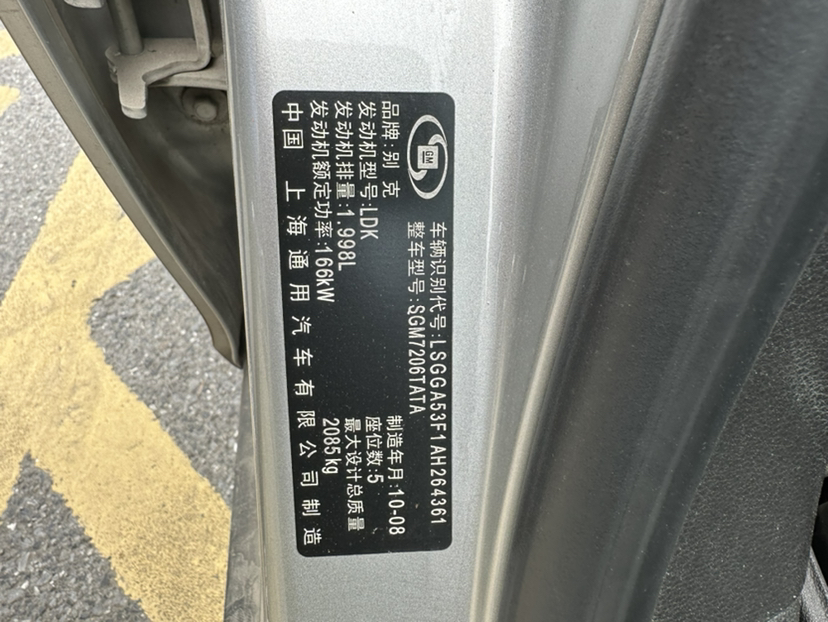 GM
车辆识别代号:LSGGA53F1AH264361
整车型号:SGM7206TATA
品牌:别 克
制造年月:10-08
发动机型号:LDK
座位数:5
发动机排量:1.998L
最大设计总质量
发动机额定功率:166kW
2085kg
中国 上海通用汽车有限公司制造